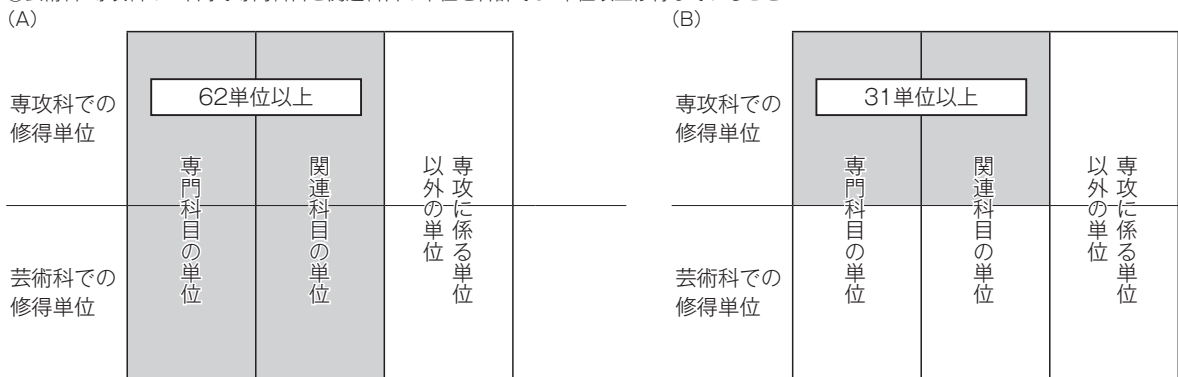 (A)
62単位以上
専攻科での
修得単位
専門科目の単位
関連科目の単位
専攻に係る単位
以外の単位
芸術科での
修得単位
(B)
31単位以上
専攻科での
修得単位
専門科目の単位
関連科目の単位
専攻に係る単位
以外の単位
芸術科での
修得単位